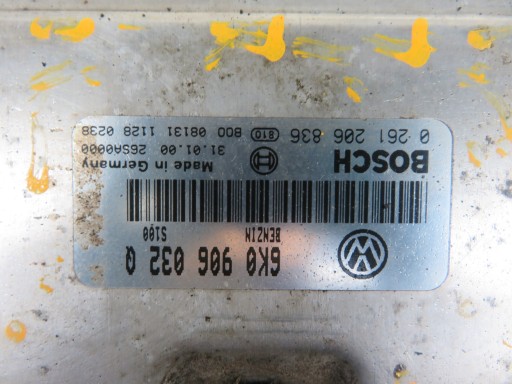 6K0 906 032 Q
BENZIN S100
BOSCH
Made in Germany
31.01.00 26SA0000
0 261 206 836 810 BOO 08131 1128 0238